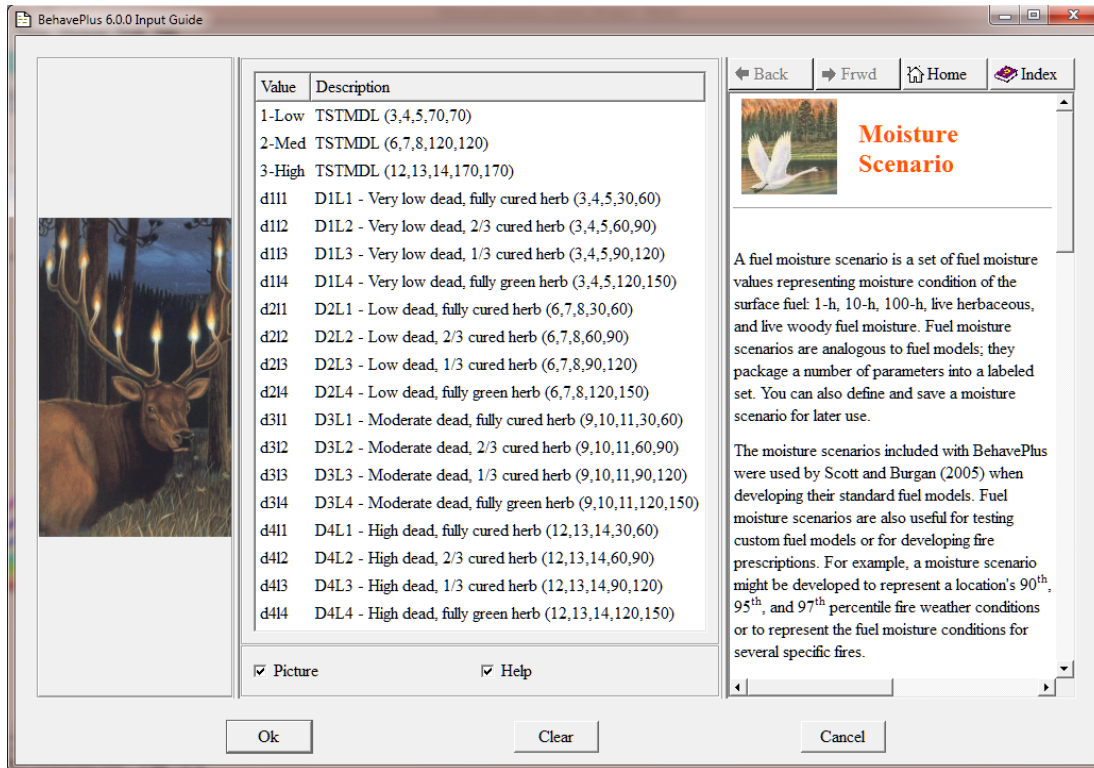 BehavePlus 6.0.0 Input Guide
Value Description
1-Low TSTMDL (3,4,5,70,70)
2-Med TSTMDL (6,7,8,120,120)
3-High TSTMDL (12,13,14,170,170)
d1l1 D1L1 - Very low dead, fully cured herb (3,4,5,30,60)
d1l2 D1L2 - Very low dead, 2/3 cured herb (3,4,5,60,90)
d1l3 D1L3 - Very low dead, 1/3 cured herb (3,4,5,90,120)
d1l4 D1L4 - Very low dead, fully green herb (3,4,5,120,150)
d2l1 D2L1 - Low dead, fully cured herb (6,7,8,30,60)
d2l2 D2L2 - Low dead, 2/3 cured herb (6,7,8,60,90)
d2l3 D2L3 - Low dead, 1/3 cured herb (6,7,8,90,120)
d2l4 D2L4 - Low dead, fully green herb (6,7,8,120,150)
d3l1 D3L1 - Moderate dead, fully cured herb (9,10,11,30,60)
d3l2 D3L2 - Moderate dead, 2/3 cured herb (9,10,11,60,90)
d3l3 D3L3 - Moderate dead, 1/3 cured herb (9,10,11,90,120)
d3l4 D3L4 - Moderate dead, fully green herb (9,10,11,120,150)
d4l1 D4L1 - High dead, fully cured herb (12,13,14,30,60)
d4l2 D4L2 - High dead, 2/3 cured herb (12,13,14,60,90)
d4l3 D4L3 - High dead, 1/3 cured herb (12,13,14,90,120)
d4l4 D4L4 - High dead, fully green herb (12,13,14,120,150)
Picture Help
Back Frwd Home Index
Moisture
Scenario
A fuel moisture scenario is a set of fuel moisture
values representing moisture condition of the
surface fuel: 1-h, 10-h, 100-h, live herbaceous,
and live woody fuel moisture. Fuel moisture
scenarios are analogous to fuel models; they
package a number of parameters into a labeled
set. You can also define and save a moisture
scenario for later use.
The moisture scenarios included with BehavePlus
were used by Scott and Burgan (2005) when
developing their standard fuel models. Fuel
moisture scenarios are also useful for testing
custom fuel models or for developing fire
prescriptions. For example, a moisture scenario
might be developed to represent a location's 90th,
95th, and 97th percentile fire weather conditions
or to represent the fuel moisture conditions for
several specific fires.
Ok Clear Cancel